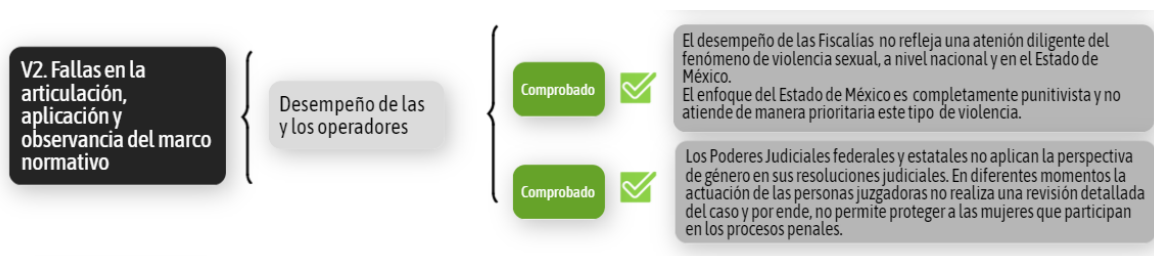 V2. Fallas en la
articulación,
aplicación y
observancia del marco
normativo
Desempeño de las
y los operadores
Comprobado
El desempeño de las Fiscalías no refleja una atenión diligente del
fenómeno de violencia sexual, a nivel nacional y en el Estado de
México.
El enfoque del Estado de México es completamente punitivista y no
atiende de manera prioritaria este tipo de violencia.
Comprobado
Los Poderes Judiciales federales y estatales no aplican la perspectiva
de género en sus resoluciones judiciales. En diferentes momentos la
actuación de las personas juzgadoras no realiza una revisión detallada
del caso y por ende, no permite proteger a las mujeres que participan
en los procesos penales.